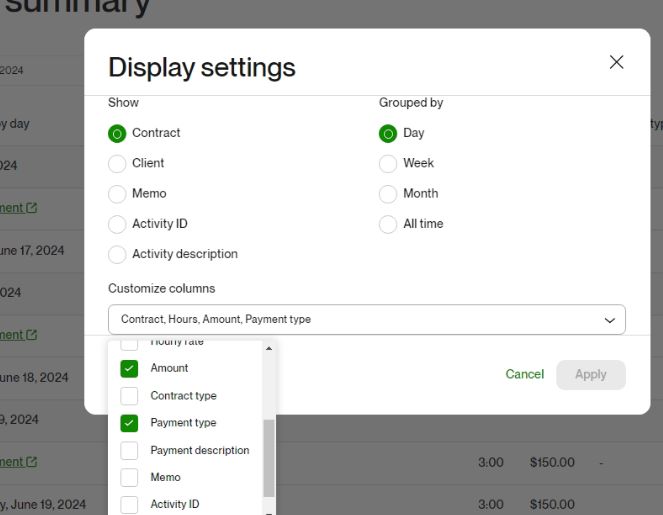 summary
2024
Display settings
Show
Grouped by
y day
Contract
Day
024
Client
Week
ment
Memo
Month
Activity ID
All time
une 17, 2024
Activity description
024
Customize columns
Contract, Hours, Amount, Payment type
ment
Hourly rate
Amount
Cancel
Apply
une 18, 2024
Contract type
9, 2024
Payment type
Payment description
ment
3:00
$150.00
-
Memo
y, June 19, 2024
Activity ID
3:00
$150.00